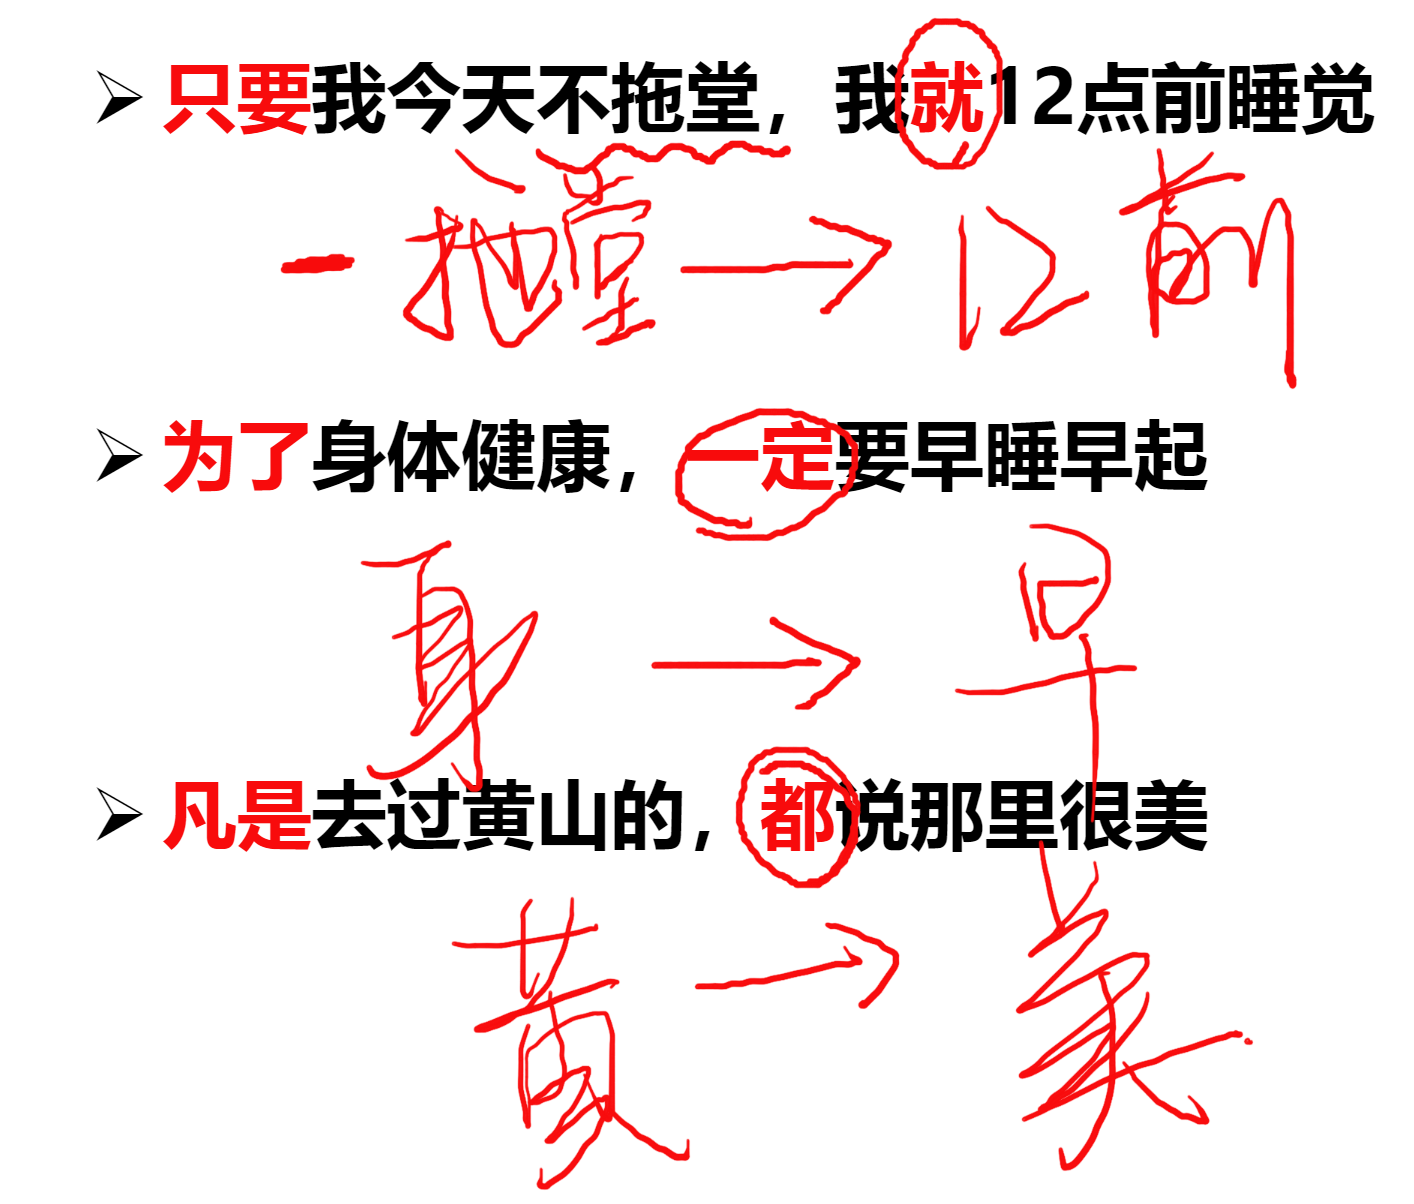 ➢ 只要我今天不拖堂，我就12点前睡觉
- 拖堂 → 12前
➢ 为了身体健康，一定要早睡早起
身 → 早
➢ 凡是去过黄山的，都说那里很美
黄 → 美